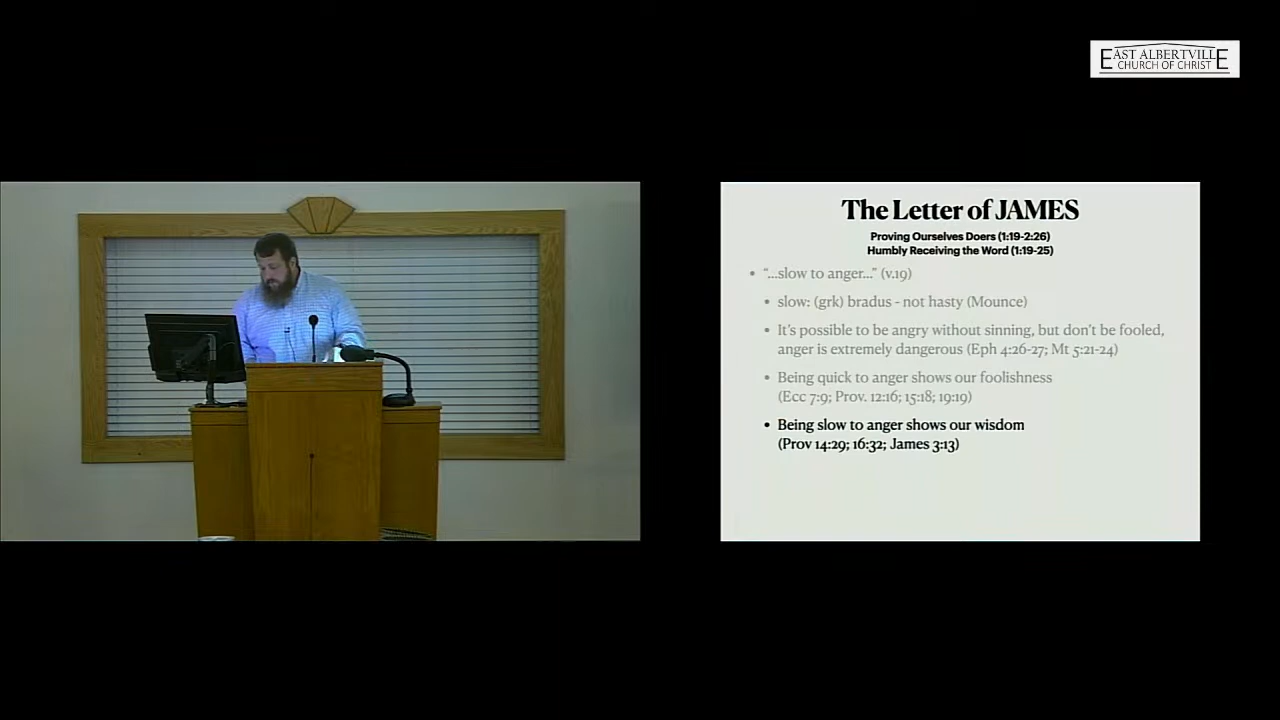 EAST ALBERTVILLE
CHURCH OF CHRIST
The Letter of JAMES
Proving Ourselves Doers (1:19-2:26)
Humbly Receiving the Word (1:19-25)
• “...slow to anger...” (v.19)
• slow: (grk) bradus - not hasty (Mounce)
• It’s possible to be angry without sinning, but don’t be fooled,
anger is extremely dangerous (Eph 4:26-27; Mt 5:21-24)
• Being quick to anger shows our foolishness
(Ecc 7:9; Prov. 12:16; 15:18; 19:19)
• Being slow to anger shows our wisdom
(Prov 14:29; 16:32; James 3:13)